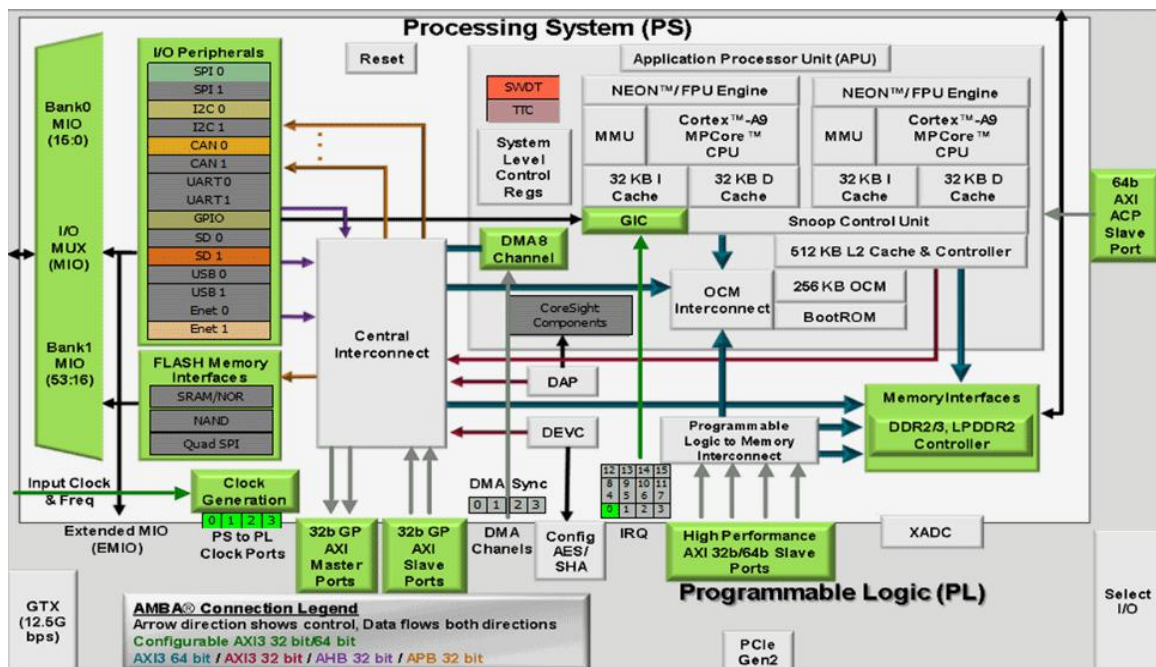 Processing System (PS)
I/O Peripherals
SPI 0
SPI 1
I2C 0
I2C 1
CAN 0
CAN 1
UART 0
UART 1
GPIO
SD 0
SD 1
USB 0
USB 1
Enet 0
Enet 1
Bank0
MIO
(15:0)
I/O
MUX
(MIO)
Bank1
MIO
(53:16)
FLASH Memory
Interfaces
SRAM/NOR
NAND
Quad SPI
Reset
Application Processor Unit (APU)
SWDT
TTC
System
Level
Control
Regs
NEON™/ FPU Engine
MMU
Cortex™-A9
MPCore™
CPU
32 KB I
Cache
32 KB D
Cache
NEON™/ FPU Engine
MMU
Cortex™-A9
MPCore™
CPU
32 KB I
Cache
32 KB D
Cache
GIC
Snoop Control Unit
DMA8
Channel
512 KB L2 Cache & Controller
OCM
Interconnect
256 KB OCM
BootROM
CoreSight
Components
Central
Interconnect
DAP
DEVC
Programmable
Logic to Memory
Interconnect
Memory Interfaces
DDR2/3, LPDDR2
Controller
64b
AXI
ACP
Slave
Port
Input Clock
& Freq
Clock
Generation
0 1 2 3
PS to PL
Clock Ports
Extended MIO
(EMIO)
32b GP
AXI
Master
Ports
32b GP
AXI
Slave
Ports
DMA Sync
0 1 2 3
DMA
Channels
Config
AES/
SHA
12 13 14 15
8 9 10 11
4 5 6 7
0 1 2 3
IRQ
High Performance
AXI 32b/64b Slave
Ports
XADC
Programmable Logic (PL)
GTX
(12.5G
bps)
AMBA® Connection Legend
Arrow direction shows control, Data flows both directions
Configurable AXI3 32 bit/64 bit
AXI3 64 bit / AXI3 32 bit / AHB 32 bit / APB 32 bit
PCIe
Gen2
Select
I/O